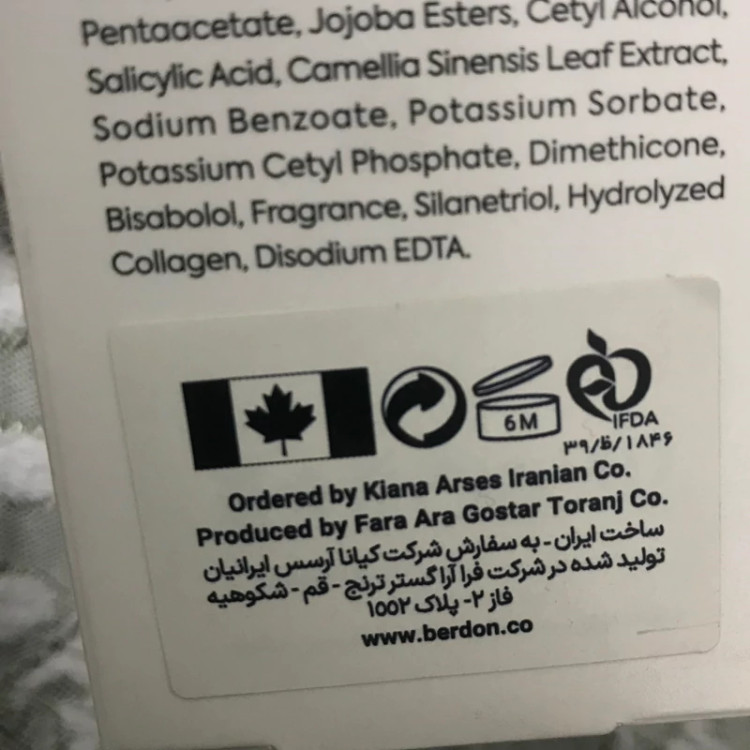 Pentaacetate, Jojoba Esters, Cetyl Alcohol,
Salicylic Acid, Camellia Sinensis Leaf Extract,
Sodium Benzoate, Potassium Sorbate,
Potassium Cetyl Phosphate, Dimethicone,
Bisabolol, Fragrance, Silanetriol, Hydrolyzed
Collagen, Disodium EDTA.
6M
IFDA
۳۹/ظ/۱۸۴۶
Ordered by Kiana Arses Iranian Co.
Produced by Fara Ara Gostar Toranj Co.
ساخت ایران - به سفارش شرکت کیانا آرسس ایرانیان
تولید شده در شرکت فرا آرا گستر ترنج - قم - شکوهیه
فاز ۲- پلاک ۱۰۰۲
www.berdon.co